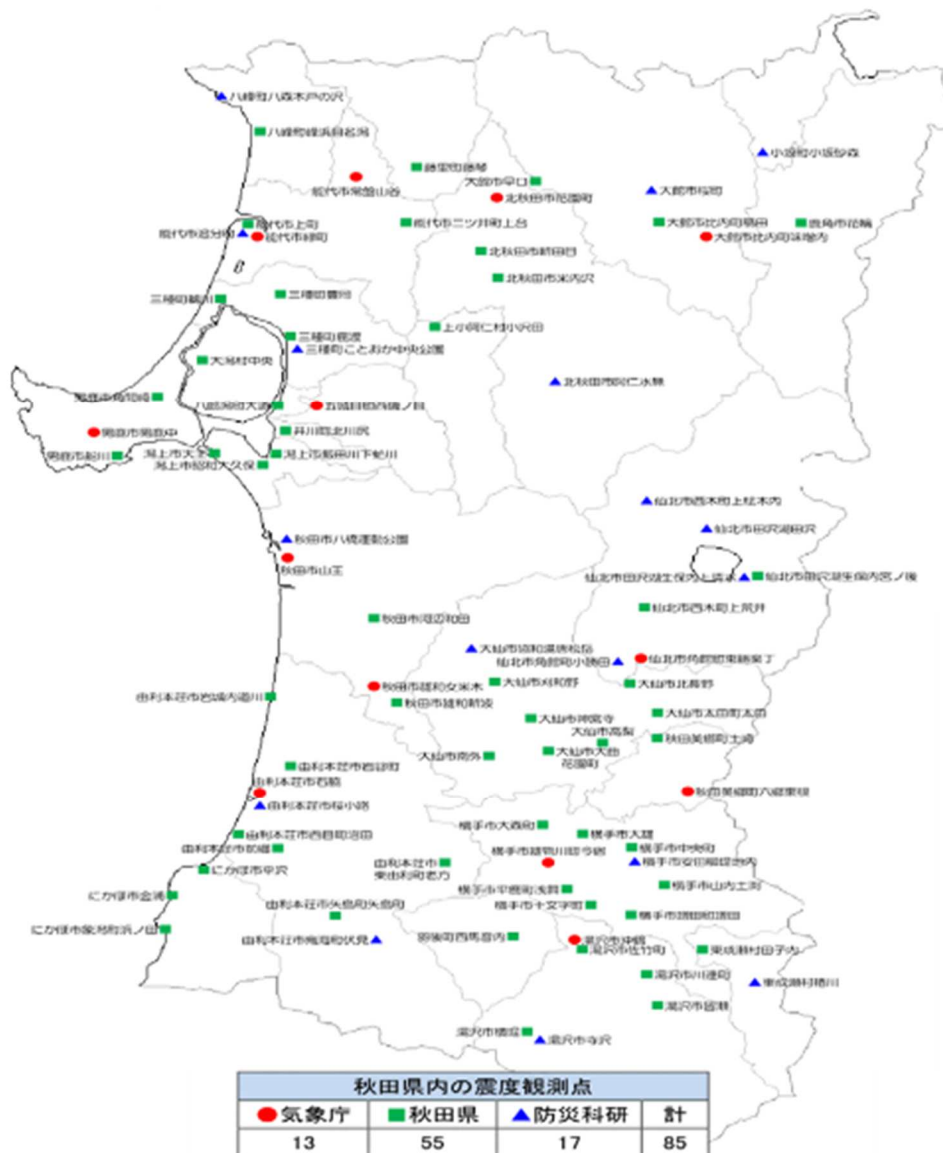 八峰町八森木戸の沢
八峰町峰浜目名潟
小坂町小坂砂森
藤里町藤琴
能代市常盤山谷
大館市早口
大館市桜町
北秋田市花園町
能代市上町
能代市追分町
能代市緑町
能代市二ツ井町上台
大館市比内町扇田
大館市比内町味噌内
鹿角市花輪
北秋田市新田目
北秋田市米内沢
三種町鵜川
三種町豊岡
上小阿仁村小沢田
三種町鹿渡
三種町ことおか中央公園
大潟村中央
北秋田市阿仁水無
男鹿市角間崎
八郎潟町大道
五城目町西磯ノ目
男鹿市男鹿中
井川町北川尻
男鹿市船川
潟上市天王
潟上市飯田川下虻川
潟上市昭和大久保
仙北市西木町上桧木内
仙北市田沢湖田沢
秋田市八橋運動公園
秋田市山王
仙北市田沢湖生保内上清水
仙北市田沢湖生保内宮ノ後
仙北市西木町上荒井
秋田市河辺和田
大仙市協和境唐松岳
仙北市角館町小勝田
仙北市角館町東勝楽丁
大仙市刈和野
大仙市北長野
秋田市雄和女米木
由利本荘市岩城内道川
秋田市雄和新波
大仙市神宮寺
大仙市太田町太田
大仙市高梨
秋田美郷町土崎
大仙市南外
大仙市大曲
花園町
由利本荘市岩谷町
由利本荘市石脇
秋田美郷町六郷東根
由利本荘市桜小路
横手市大森町
由利本荘市西目町沼田
横手市大雄
由利本荘市前郷
横手市中央町
横手市雄物川町今宿
横手市安田柳堤地内
由利本荘市
東由利町老方
にかほ市平沢
横手市平鹿町浅舞
横手市山内土渕
にかほ市金浦
横手市十文字町
由利本荘市矢島町矢島町
横手市増田町増田
にかほ市象潟町浜ノ田
由利本荘市鳥海町伏見
羽後町西馬音内
湯沢市沖鶴
湯沢市佐竹町
東成瀬村田子内
湯沢市川連町
東成瀬村椿川
湯沢市皆瀬
湯沢市横堀
湯沢市寺沢
秋田県内の震度観測点
気象庁 秋田県 防災科研 計
13 55 17 85